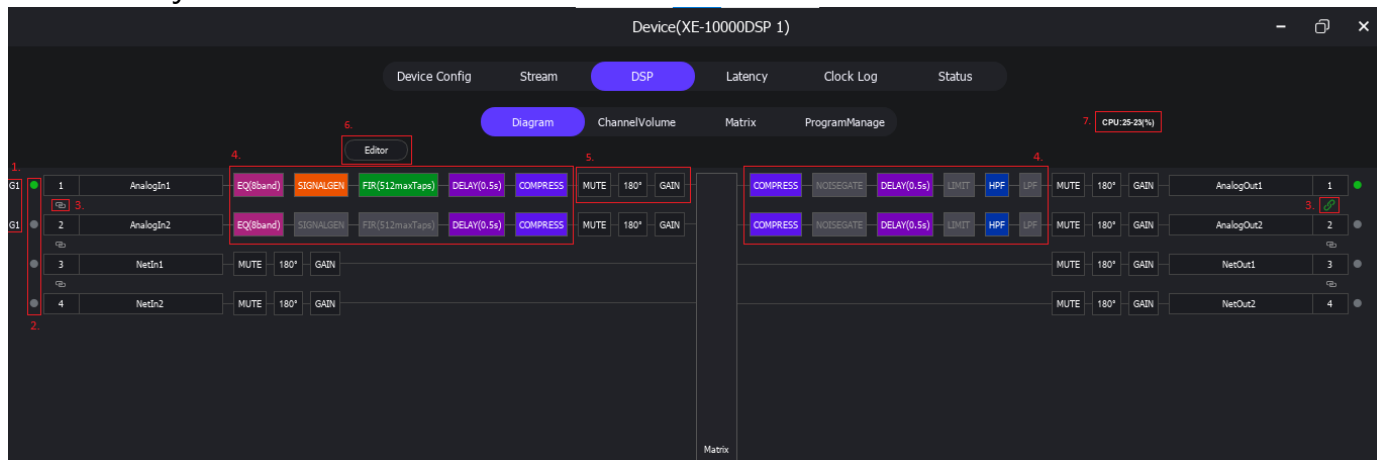 Device(XE-10000DSP 1)
Device Config Stream DSP Latency Clock Log Status
Diagram ChannelVolume Matrix ProgramManage
7. CPU:25-23(%)
6.
Editor
1. 4. 5. 4.
G1 1 AnalogIn1 EQ(8band) SIGNALGEN FIR(512maxTaps) DELAY(0.5s) COMPRESS MUTE 180° GAIN COMPRESS NOISEGATE DELAY(0.5s) LIMIT HPF LPF MUTE 180° GAIN AnalogOut1 1
3. 3.
G1 2 AnalogIn2 EQ(8band) SIGNALGEN FIR(512maxTaps) DELAY(0.5s) COMPRESS MUTE 180° GAIN COMPRESS NOISEGATE DELAY(0.5s) LIMIT HPF LPF MUTE 180° GAIN AnalogOut2 2
3 NetIn1 MUTE 180° GAIN MUTE 180° GAIN NetOut1 3
4 NetIn2 MUTE 180° GAIN MUTE 180° GAIN NetOut2 4
2.
Matrix